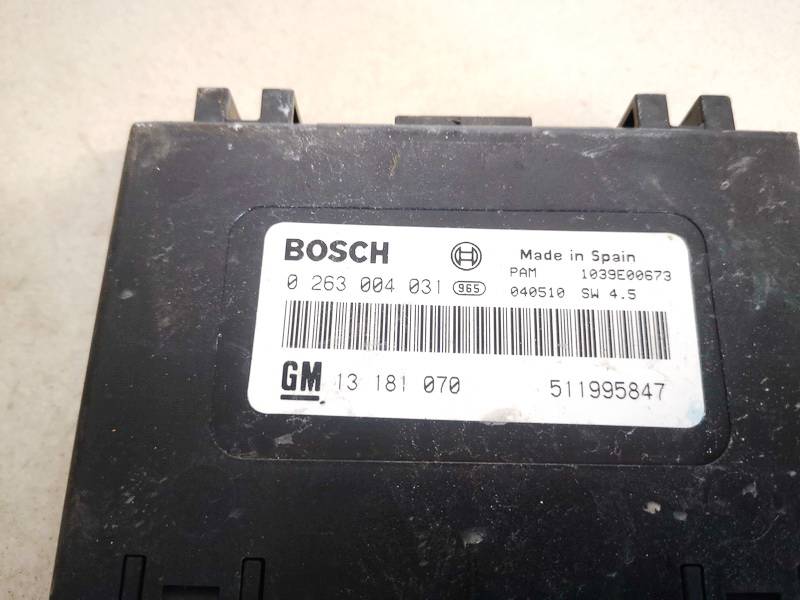 BOSCH Made in Spain
0 263 004 031 965 PAM 1039E00673
040510 SW 4.5
GM 13 181 070 511995847